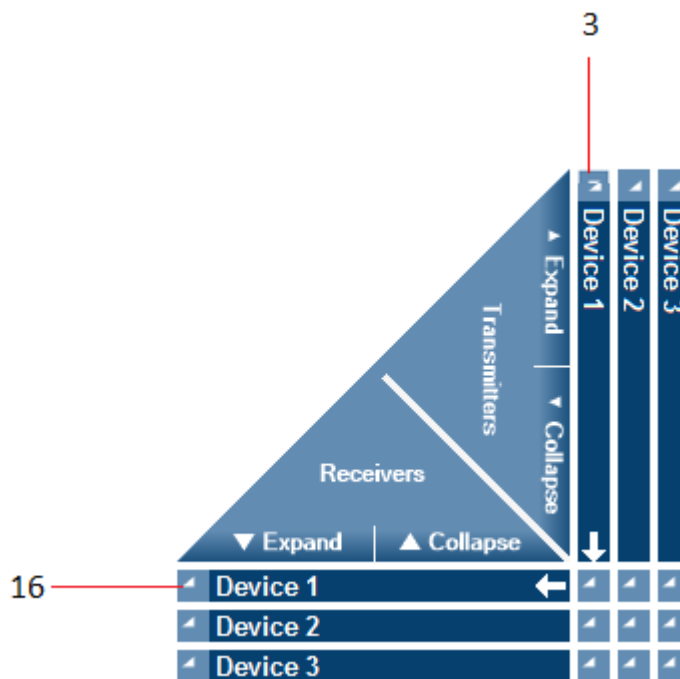 3
Device 1
Device 2
Device 3
▲ Expand
▼ Collapse
Transmitters
Receivers
▼ Expand
▲ Collapse
16
Device 1
Device 2
Device 3